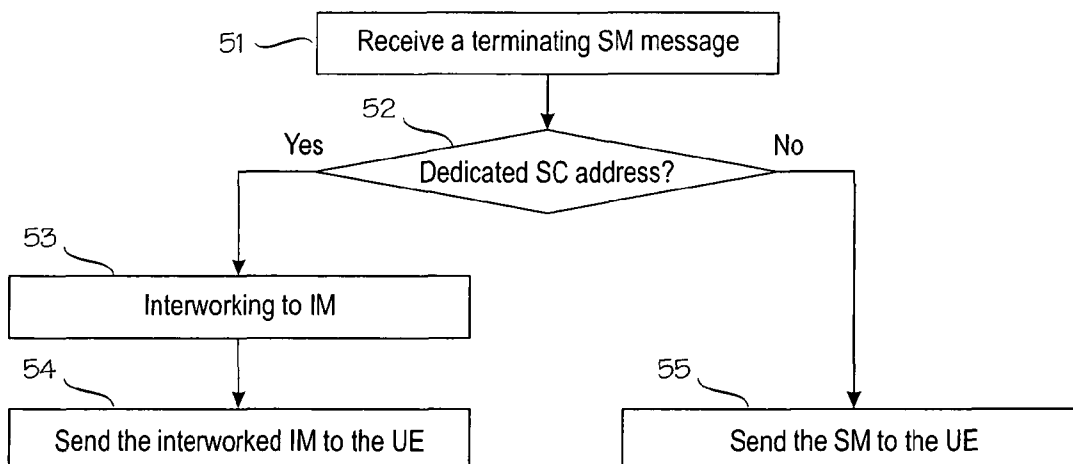 51
Receive a terminating SM message
52
Yes
No
Dedicated SC address?
53
Interworking to IM
54
Send the interworked IM to the UE
55
Send the SM to the UE